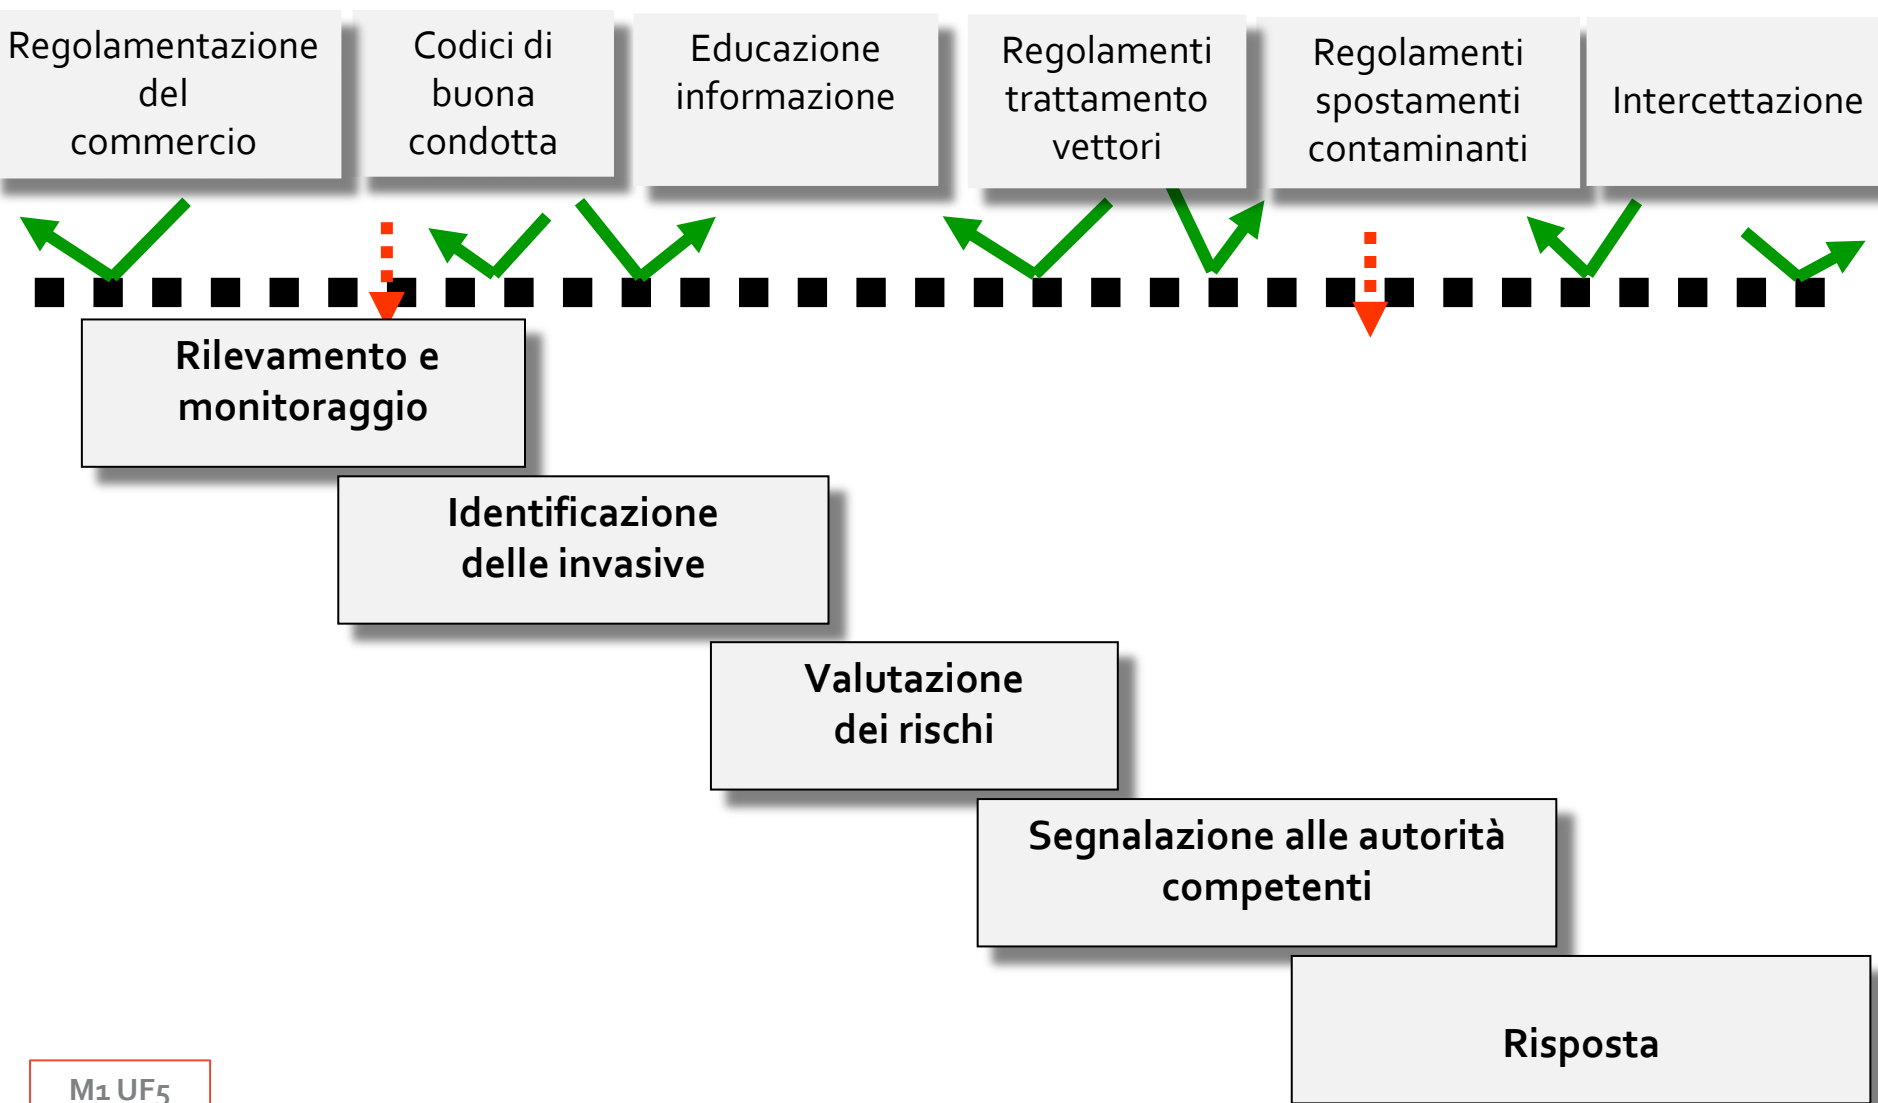 Regolamentazione
del
commercio
Codici di
buona
condotta
Educazione
informazione
Regolamenti
trattamento
vettori
Regolamenti
spostamenti
contaminanti
Intercettazione
Rilevamento e
monitoraggio
Identificazione
delle invasive
Valutazione
dei rischi
Segnalazione alle autorità
competenti
Risposta
M1 UF5